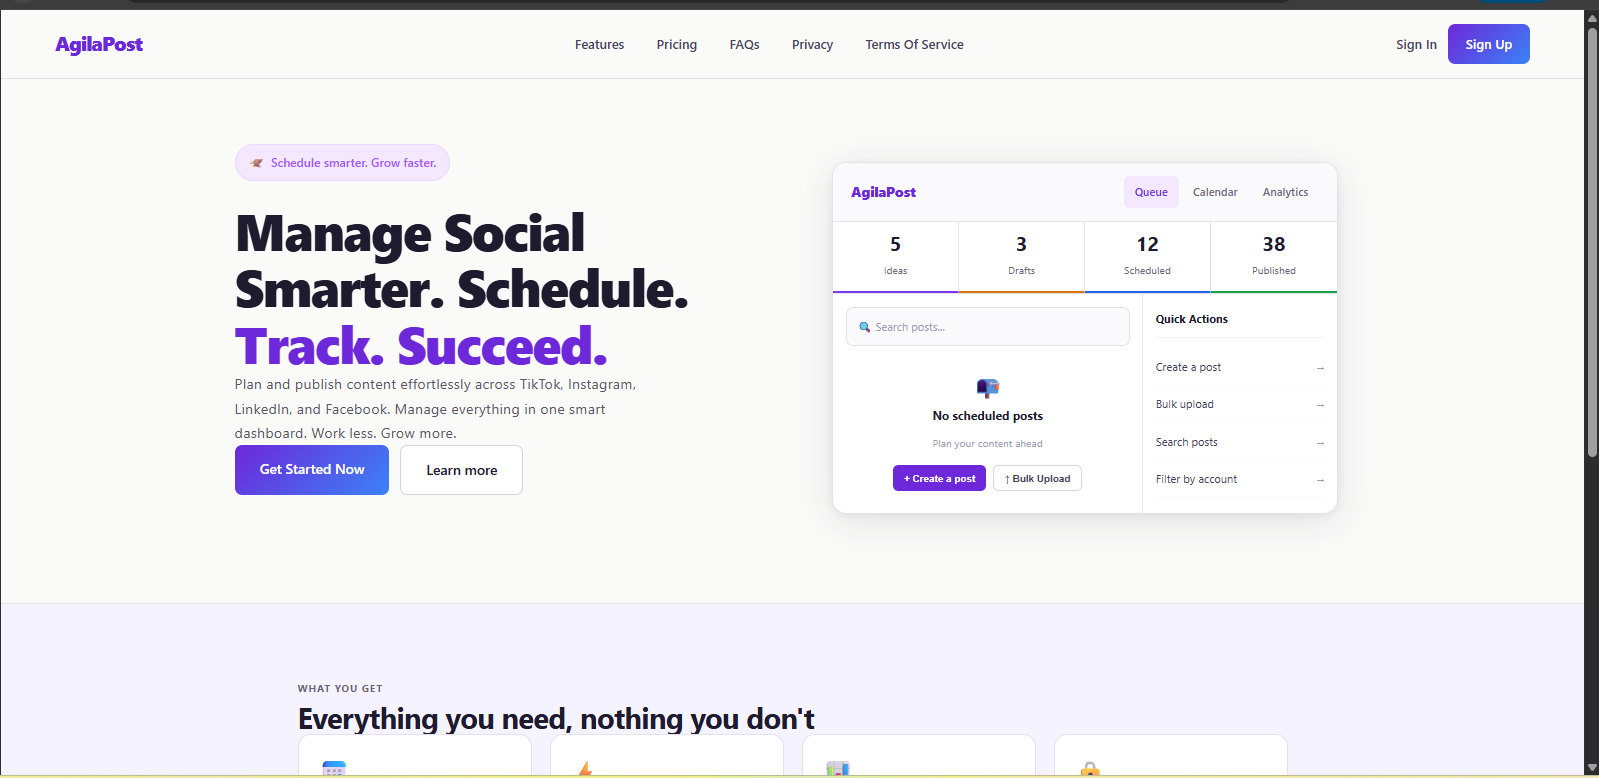 AgilaPost
Features
Pricing
FAQs
Privacy
Terms Of Service
Sign In
Sign Up
Schedule smarter. Grow faster.
Manage Social
Smarter. Schedule.
Track. Succeed.
Plan and publish content effortlessly across TikTok, Instagram,
LinkedIn, and Facebook. Manage everything in one smart
dashboard. Work less. Grow more.
Get Started Now
Learn more
AgilaPost
Queue
Calendar
Analytics
5
Ideas
3
Drafts
12
Scheduled
38
Published
Search posts...
No scheduled posts
Plan your content ahead
+ Create a post
↑ Bulk Upload
Quick Actions
Create a post →
Bulk upload →
Search posts →
Filter by account →
WHAT YOU GET
Everything you need, nothing you don't